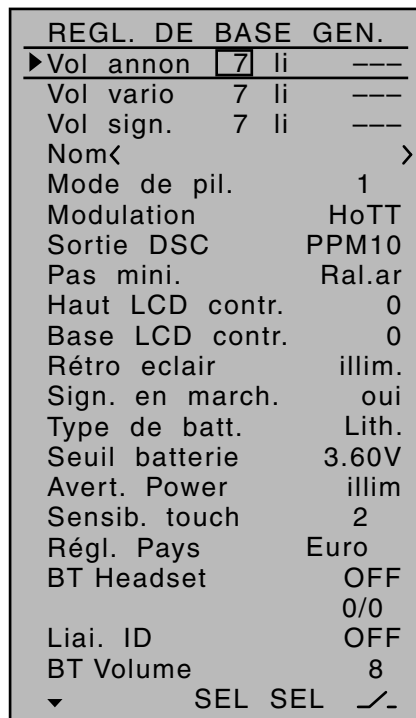 REGL. DE BASE GEN.
Vol annon 7 li –––
Vol vario 7 li –––
Vol sign. 7 li –––
Nom< >
Mode de pil. 1
Modulation HoTT
Sortie DSC PPM10
Pas mini. Ral.ar
Haut LCD contr. 0
Base LCD contr. 0
Rétro eclair illim.
Sign. en march. oui
Type de batt. Lith.
Seuil batterie 3.60V
Avert. Power illim
Sensib. touch 2
Régl. Pays Euro
BT Headset OFF
0/0
Liai. ID OFF
BT Volume 8
SEL SEL